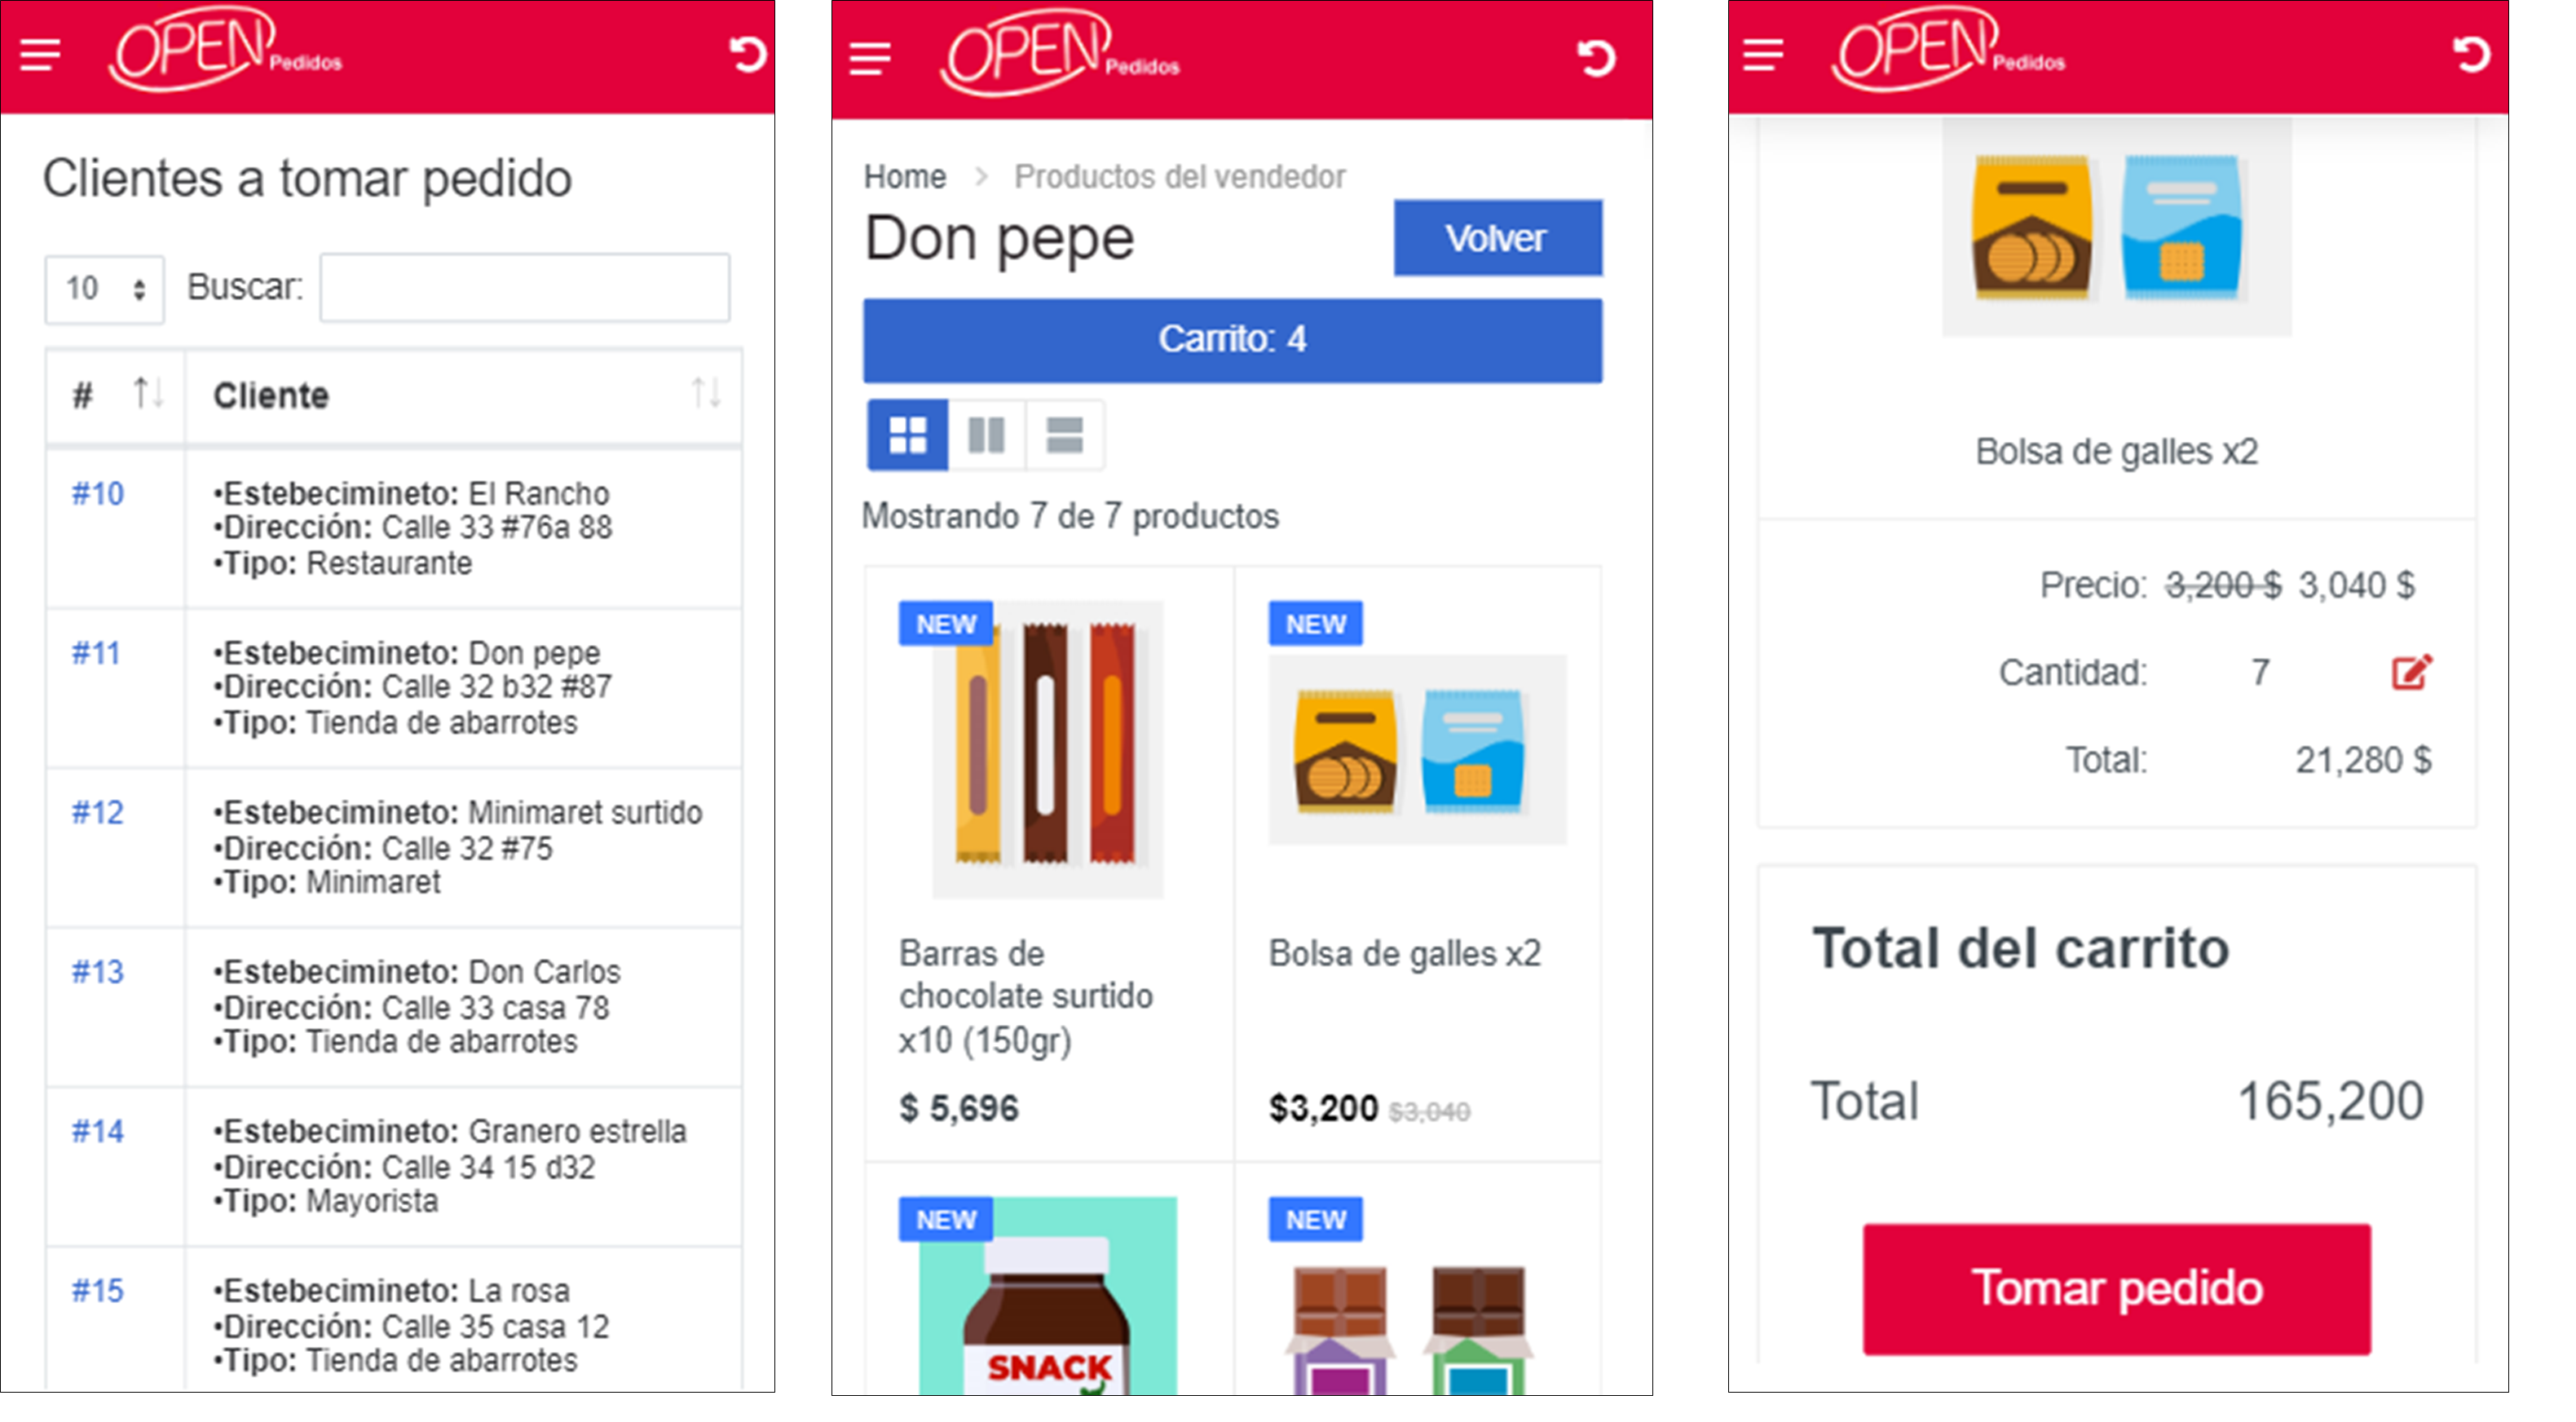 OPEN Pedidos
Clientes a tomar pedido
10 Buscar:
# Cliente
#10
•Estebecimineto: El Rancho
•Dirección: Calle 33 #76a 88
•Tipo: Restaurante
#11
•Estebecimineto: Don pepe
•Dirección: Calle 32 b32 #87
•Tipo: Tienda de abarrotes
#12
•Estebecimineto: Minimaret surtido
•Dirección: Calle 32 #75
•Tipo: Minimaret
#13
•Estebecimineto: Don Carlos
•Dirección: Calle 33 casa 78
•Tipo: Tienda de abarrotes
#14
•Estebecimineto: Granero estrella
•Dirección: Calle 34 15 d32
•Tipo: Mayorista
#15
•Estebecimineto: La rosa
•Dirección: Calle 35 casa 12
•Tipo: Tienda de abarrotes
OPEN Pedidos
Home > Productos del vendedor
Don pepe
Volver
Carrito: 4
Mostrando 7 de 7 productos
NEW
Barras de
chocolate surtido
x10 (150gr)
$ 5,696
NEW
Bolsa de galles x2
$3,200 $3,040
NEW
SNACK
NEW
OPEN Pedidos
Bolsa de galles x2
Precio: 3,200 $ 3,040 $
Cantidad: 7
Total: 21,280 $
Total del carrito
Total 165,200
Tomar pedido